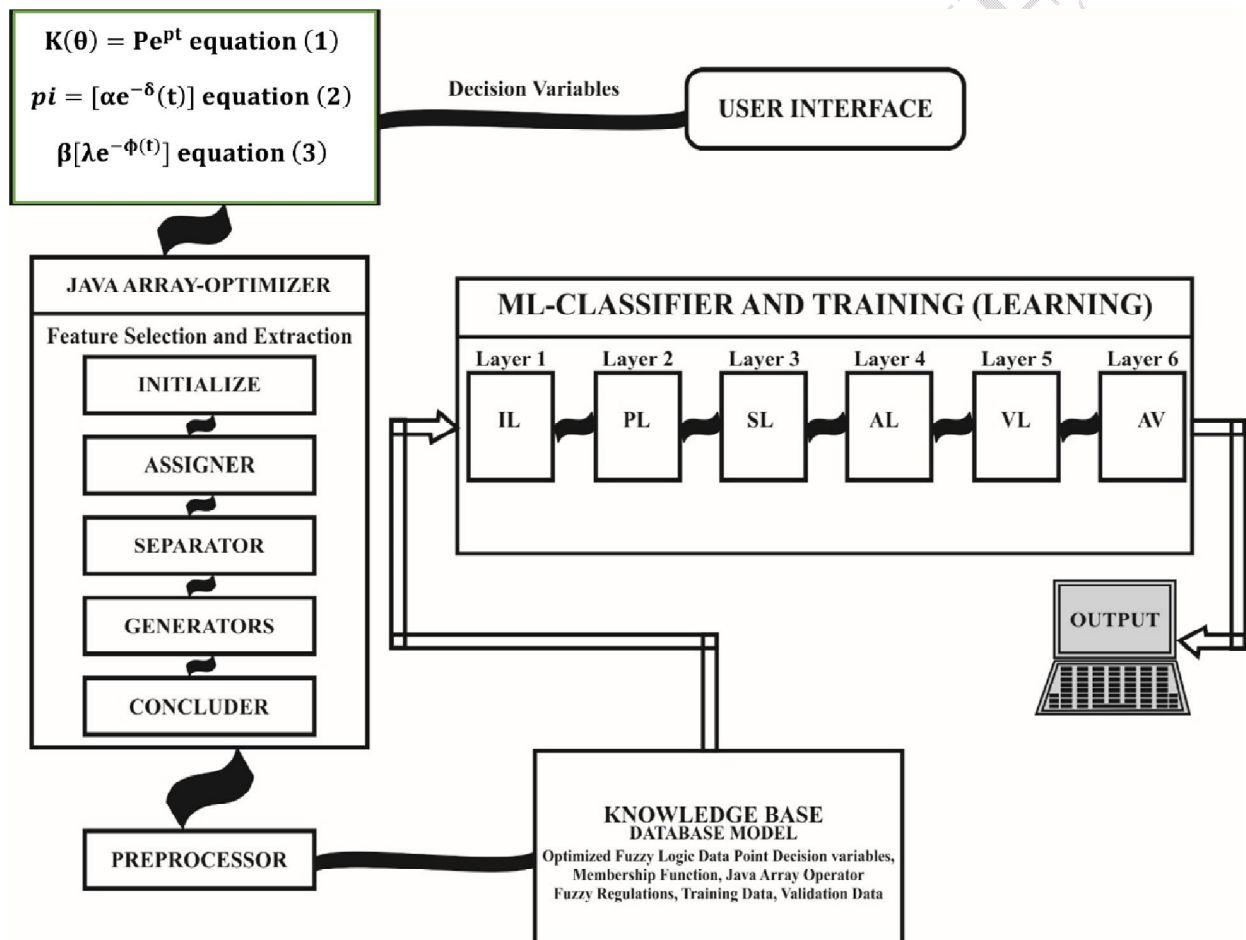 K(θ) = Pe^pt equation (1)
pi = [αe^−δ(t)] equation (2)
β[λe^−ϕ(t)] equation (3)
Decision Variables
USER INTERFACE
JAVA ARRAY-OPTIMIZER
Feature Selection and Extraction
INITIALIZE
ASSIGNER
SEPARATOR
GENERATORS
CONCLUDER
PREPROCESSOR
ML-CLASSIFIER AND TRAINING (LEARNING)
Layer 1 Layer 2 Layer 3 Layer 4 Layer 5 Layer 6
IL PL SL AL VL AV
OUTPUT
KNOWLEDGE BASE
DATABASE MODEL
Optimized Fuzzy Logic Data Point Decision variables,
Membership Function, Java Array Operator
Fuzzy Regulations, Training Data, Validation Data